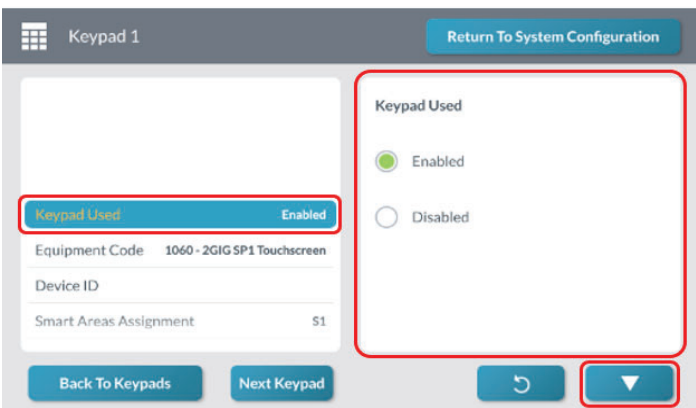 Keypad 1
Return To System Configuration
Keypad Used Enabled
Equipment Code 1060 - 2GIG SP1 Touchscreen
Device ID
Smart Areas Assignment S1
Keypad Used
Enabled
Disabled
Back To Keypads
Next Keypad